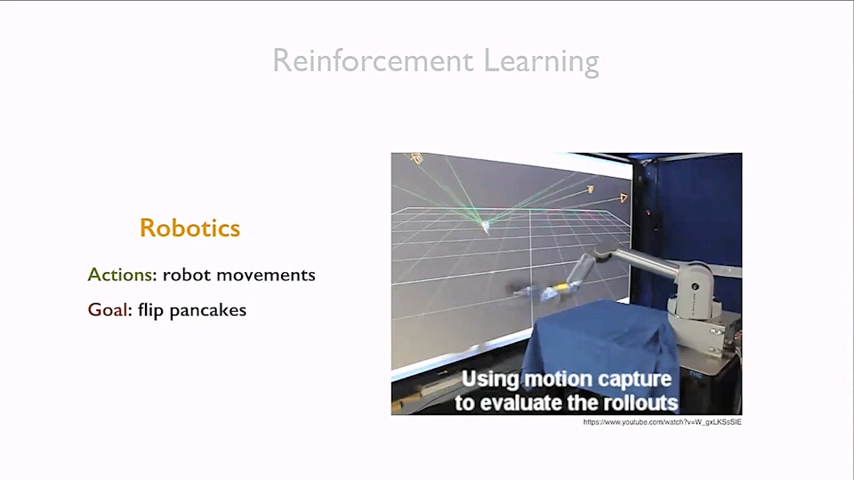 Reinforcement Learning
Robotics
Actions: robot movements
Goal: flip pancakes
Using motion capture
to evaluate the rollouts
https://www.youtube.com/watch?v=W_gxLKSsSIE